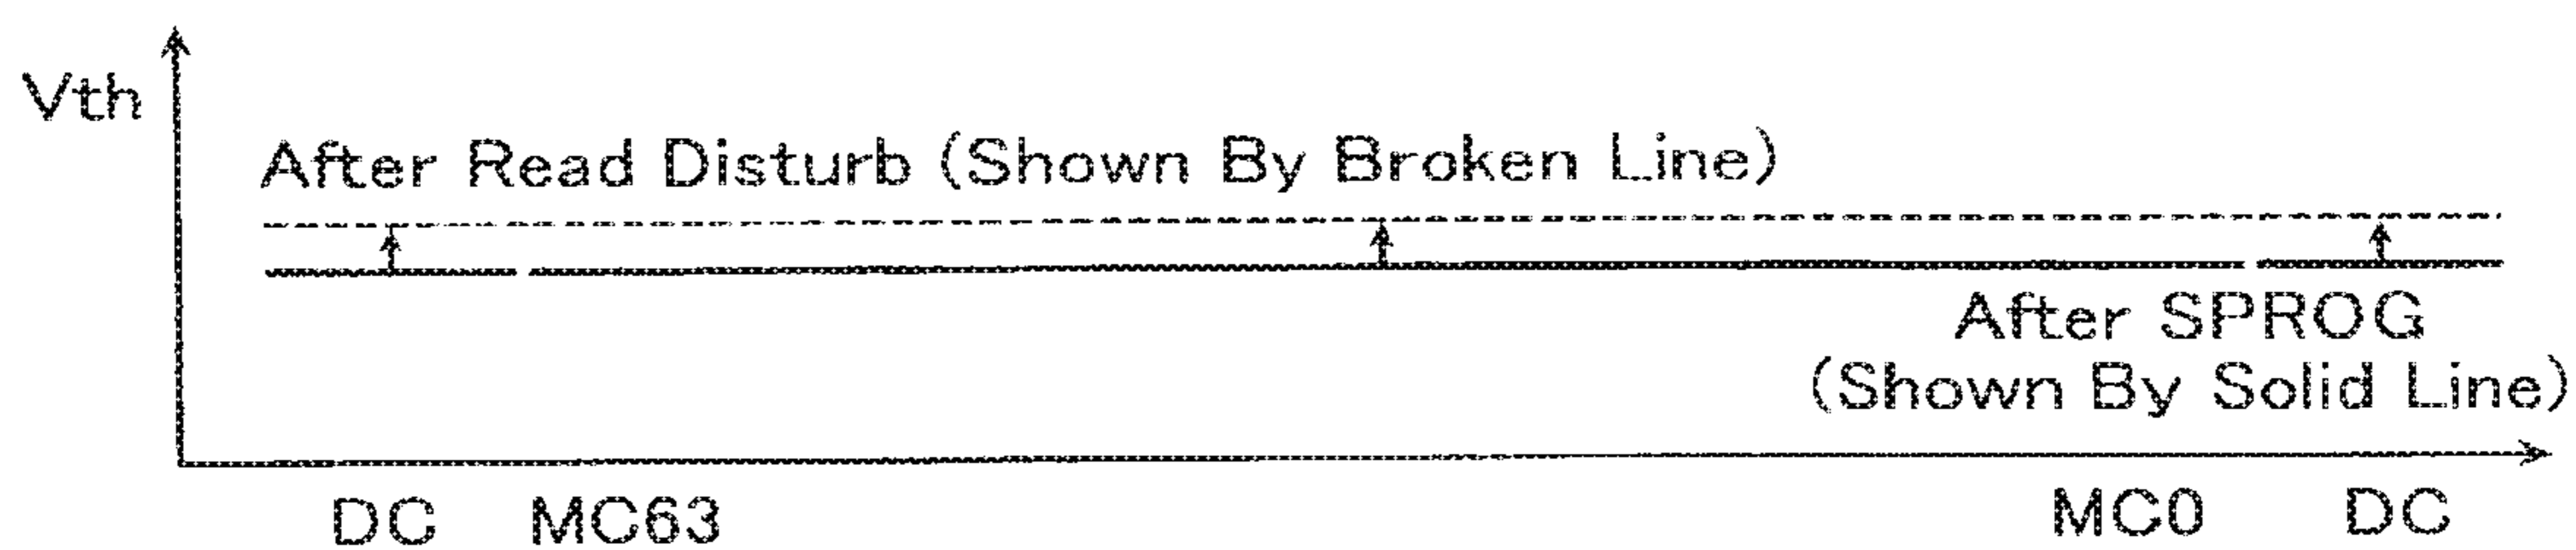 Vth
After Read Disturb (Shown By Broken Line)
After SPROG
(Shown By Solid Line)
DC MC63 MC0 DC